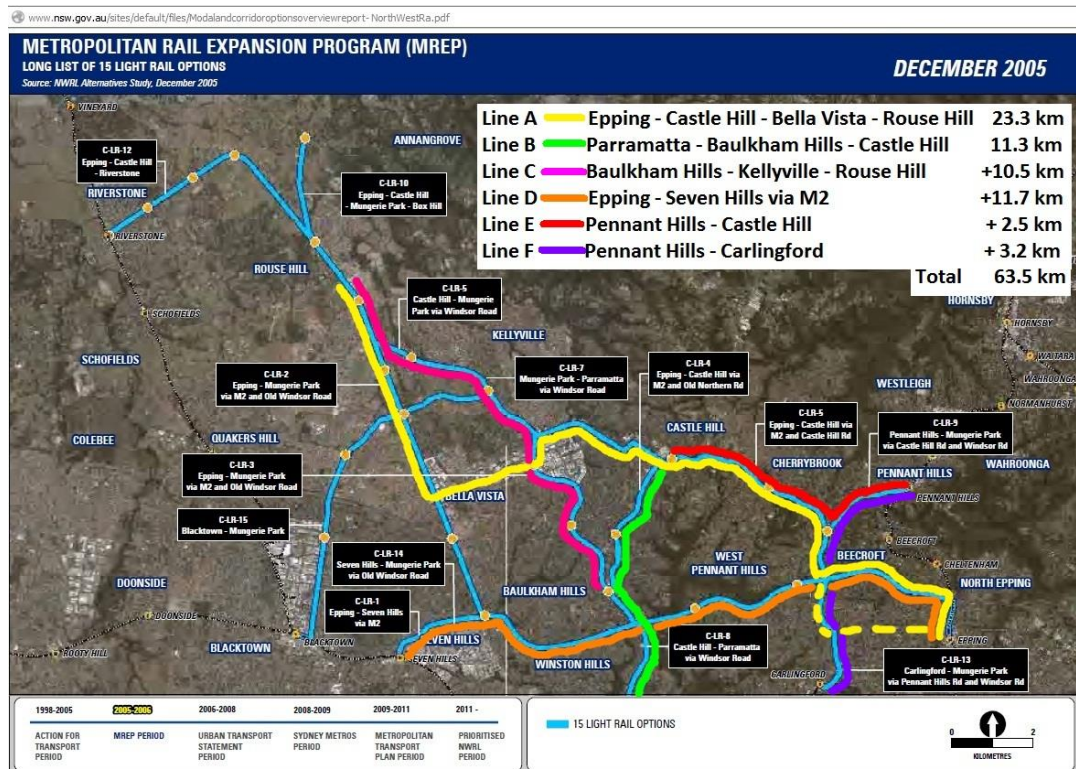 www.nsw.gov.au/sites/default/files/Modalandcorridoroptionsoverviewreport-NorthWestRa.pdf
METROPOLITAN RAIL EXPANSION PROGRAM (MREP)
LONG LIST OF 15 LIGHT RAIL OPTIONS
Source: NWRL Alternatives Study, December 2005
DECEMBER 2005
Line A Epping - Castle Hill - Bella Vista - Rouse Hill 23.3 km
Line B Parramatta - Baulkham Hills - Castle Hill 11.3 km
Line C Baulkham Hills - Kellyville - Rouse Hill +10.5 km
Line D Epping - Seven Hills via M2 +11.7 km
Line E Pennant Hills - Castle Hill + 2.5 km
Line F Pennant Hills - Carlingford + 3.2 km
Total 63.5 km
VINEYARD
ANNANGROVE
C-LR-12
Epping - Castle Hill
- Riverstone
RIVERSTONE
C-LR-10
Epping - Castle Hill
- Mungerie Park - Box Hill
RIVERSTONE
ROUSE HILL
HORNSBY
C-LR-5
Castle Hill - Mungerie
Park via Windsor Road
SCHOFIELDS
HORNSBY
KELLYVILLE
WAITARA
SCHOFIELDS
C-LR-2
Epping - Mungerie Park
via M2 and Old Windsor Road
C-LR-7
Mungerie Park - Parramatta
via Windsor Road
C-LR-4
Epping - Castle Hill via
M2 and Old Northern Rd
WAHROONGA
WESTLEIGH
NORMANHURST
COLEBEE
QUAKERS HILL
CASTLE HILL
C-LR-5
Epping - Castle Hill via
M2 and Castle Hill Rd
C-LR-9
Pennant Hills - Mungerie Park
via Castle Hill Rd and Windsor Rd
CHERRYBROOK
WAHROONGA
C-LR-3
Epping - Mungerie Park
via M2 and Old Windsor Road
PENNANT HILLS
BELLA VISTA
PENNANT HILLS
C-LR-15
Blacktown - Mungerie Park
BEECROFT
C-LR-14
Seven Hills - Mungerie Park
via Old Windsor Road
WEST
PENNANT HILLS
BEECROFT
CHELTENHAM
DOONSIDE
BAULKHAM HILLS
NORTH EPPING
C-LR-1
Epping - Seven Hills
via M2
DOONSIDE
BLACKTOWN
EVEN HILLS
EPPING
BLACKTOWN
ROOTY HILL
EVEN HILLS
WINSTON HILLS
C-LR-8
Castle Hill - Parramatta
via Windsor Road
CARLINGFORD
C-LR-13
Carlingford - Mungerie Park
via Pennant Hills Rd and Windsor Rd
1998-2005 2005-2006 2006-2008 2008-2009 2009-2011 2011 -
ACTION FOR TRANSPORT PERIOD
MREP PERIOD
URBAN TRANSPORT STATEMENT PERIOD
SYDNEY METROS PERIOD
METROPOLITAN TRANSPORT PLAN PERIOD
PRIORITISED NWRL PERIOD
15 LIGHT RAIL OPTIONS
0 2
KILOMETRES